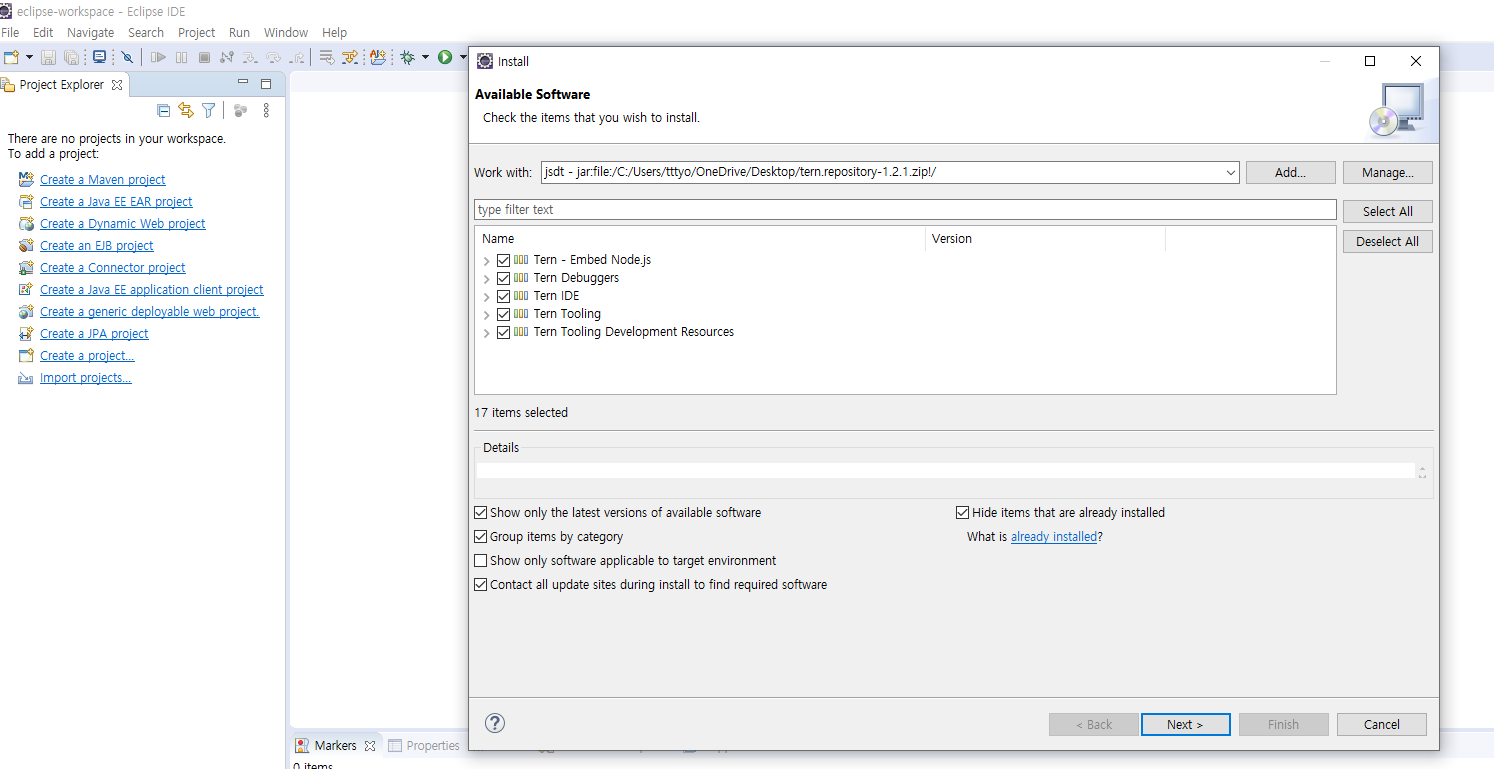 eclipse-workspace - Eclipse IDE
File Edit Navigate Search Project Run Window Help
Project Explorer
There are no projects in your workspace.
To add a project:
Create a Maven project
Create a Java EE EAR project
Create a Dynamic Web project
Create an EJB project
Create a Connector project
Create a Java EE application client project
Create a generic deployable web project.
Create a JPA project
Create a project...
Import projects...
Install
Available Software
Check the items that you wish to install.
Work with: jsdt - jar:file:/C:/Users/tttyo/OneDrive/Desktop/tern.repository-1.2.1.zip!/ Add... Manage...
type filter text Select All
Deselect All
Name Version
Tern - Embed Node.js
Tern Debuggers
Tern IDE
Tern Tooling
Tern Tooling Development Resources
17 items selected
Details
Show only the latest versions of available software Hide items that are already installed
Group items by category What is already installed?
Show only software applicable to target environment
Contact all update sites during install to find required software
? < Back Next > Finish Cancel
Markers Properties
0 items